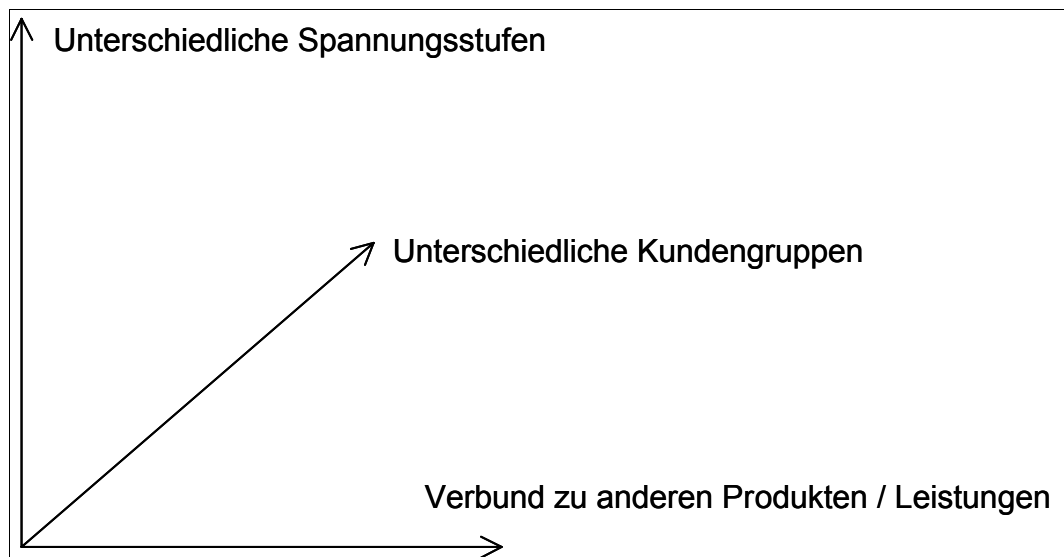 Unterschiedliche Spannungsstufen
Unterschiedliche Kundengruppen
Verbund zu anderen Produkten / Leistungen